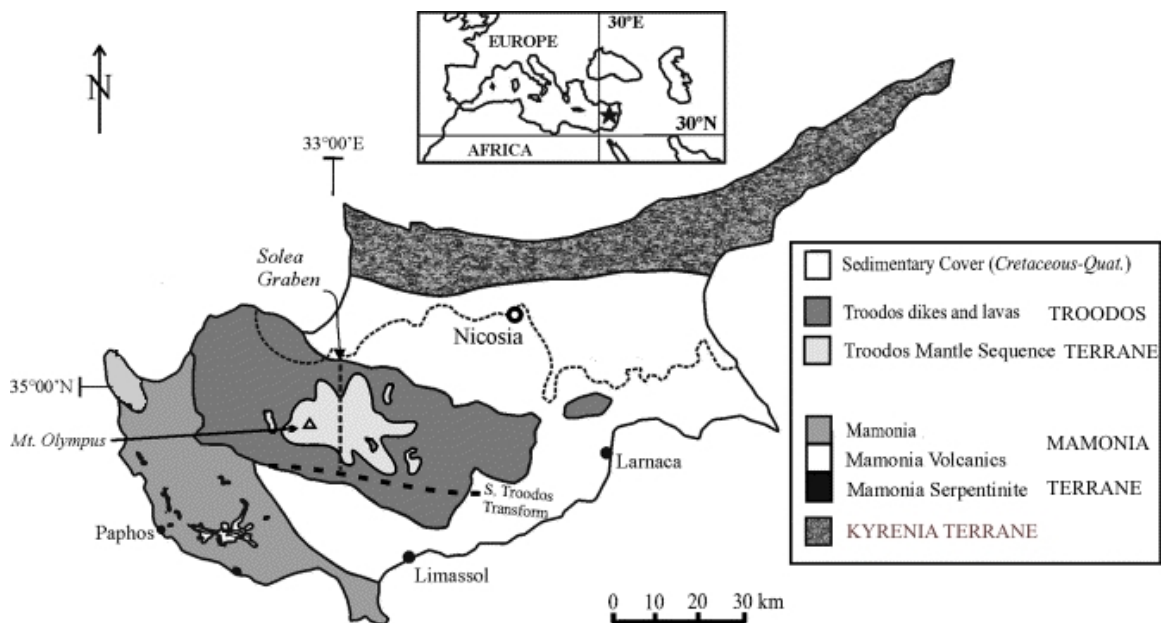 30ºE
EUROPE
30ºN
AFRICA
N
33°00'E
Solea
Graben
Nicosia
35°00'N
Mt. Olympus
Larnaca
S. Troodos
Transform
Paphos
Limassol
0 10 20 30 km
Sedimentary Cover (Cretaceous-Quat.)
Troodos dikes and lavas TROODOS
Troodos Mantle Sequence TERRANE
Mamonia MAMONIA
Mamonia Volcanics
Mamonia Serpentinite TERRANE
KYRENIA TERRANE